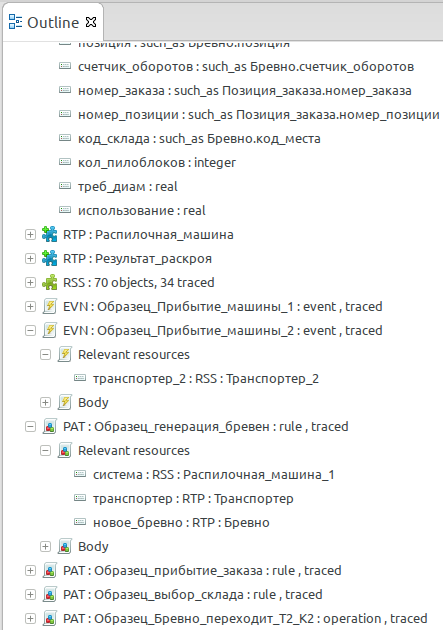 Outline
позиция : such_as Бревно.позиция
счетчик_оборотов : such_as Бревно.счетчик_оборотов
номер_заказа : such_as Позиция_заказа.номер_заказа
номер_позиции : such_as Позиция_заказа.номер_позиции
код_склада : such_as Бревно.код_места
кол_пилоблоков : integer
треб_диам : real
использование : real
RTP : Распилочная_машина
RTP : Результат_раскроя
RSS : 70 objects, 34 traced
EVN : Образец_Прибытие_машины_1 : event , traced
EVN : Образец_Прибытие_машины_2 : event , traced
Relevant resources
транспортер_2 : RSS : Транспортер_2
Body
PAT : Образец_генерация_бревен : rule , traced
Relevant resources
система : RSS : Распилочная_машина_1
транспортер : RTP : Транспортер
новое_бревно : RTP : Бревно
Body
PAT : Образец_прибытие_заказа : rule , traced
PAT : Образец_выбор_склада : rule , traced
PAT : Образец_Бревно_переходит_Т2_К2 : operation , traced